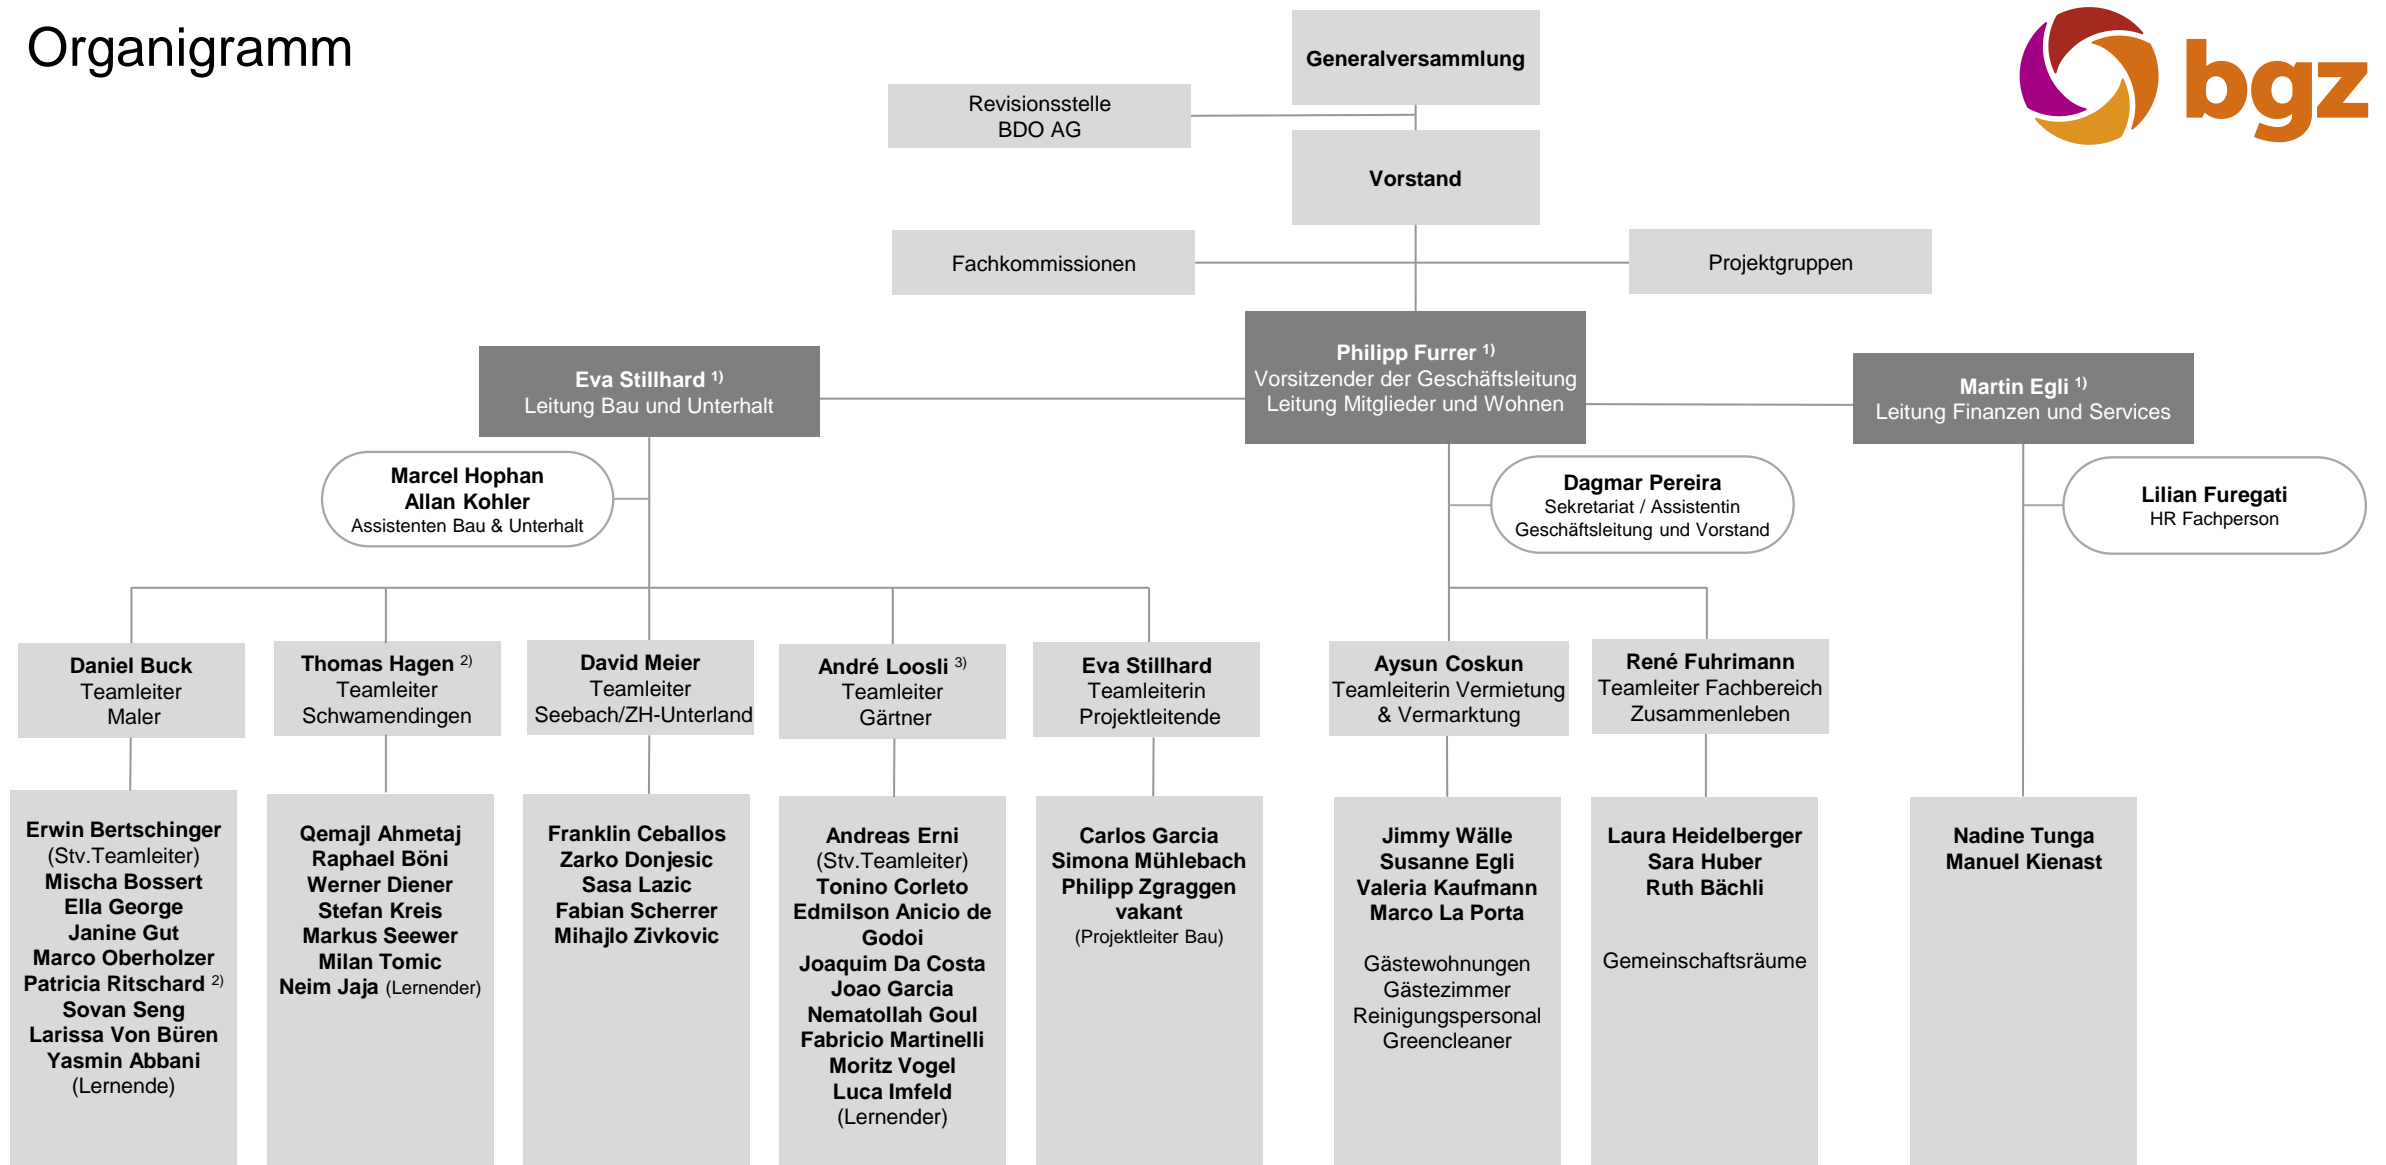 Organigramm
bgz
Generalversammlung
Revisionsstelle
BDO AG
Vorstand
Fachkommissionen
Projektgruppen
Eva Stillhard 1)
Leitung Bau und Unterhalt
Philipp Furrer 1)
Vorsitzender der Geschäftsleitung
Leitung Mitglieder und Wohnen
Martin Egli 1)
Leitung Finanzen und Services
Marcel Hophan
Allan Kohler
Assistenten Bau & Unterhalt
Dagmar Pereira
Sekretariat / Assistentin
Geschäftsleitung und Vorstand
Lilian Furegati
HR Fachperson
Daniel Buck
Teamleiter
Maler
Thomas Hagen 2)
Teamleiter
Schwamendingen
David Meier
Teamleiter
Seebach/ZH-Unterland
André Loosli 3)
Teamleiter
Gärtner
Eva Stillhard
Teamleiterin
Projektleitende
Aysun Coskun
Teamleiterin Vermietung
& Vermarktung
René Fuhrimann
Teamleiter Fachbereich
Zusammenleben
Erwin Bertschinger
(Stv.Teamleiter)
Mischa Bossert
Ella George
Janine Gut
Marco Oberholzer
Patricia Ritschard 2)
Sovan Seng
Larissa Von Büren
Yasmin Abbani
(Lernende)
Qemajl Ahmetaj
Raphael Böni
Werner Diener
Stefan Kreis
Markus Seewer
Milan Tomic
Neim Jaja (Lernender)
Franklin Ceballos
Zarko Donjesic
Sasa Lazic
Fabian Scherrer
Mihajlo Zivkovic
Andreas Erni
(Stv.Teamleiter)
Tonino Corleto
Edmilson Anicio de
Godoi
Joaquim Da Costa
Joao Garcia
Nematollah Goul
Fabricio Martinelli
Moritz Vogel
Luca Imfeld
(Lernender)
Carlos Garcia
Simona Mühlebach
Philipp Zgraggen
vakant
(Projektleiter Bau)
Jimmy Wälle
Susanne Egli
Valeria Kaufmann
Marco La Porta
Gästewohnungen
Gästezimmer
Reinigungspersonal
Greencleaner
Laura Heidelberger
Sara Huber
Ruth Bächli
Gemeinschaftsräume
Nadine Tunga
Manuel Kienast